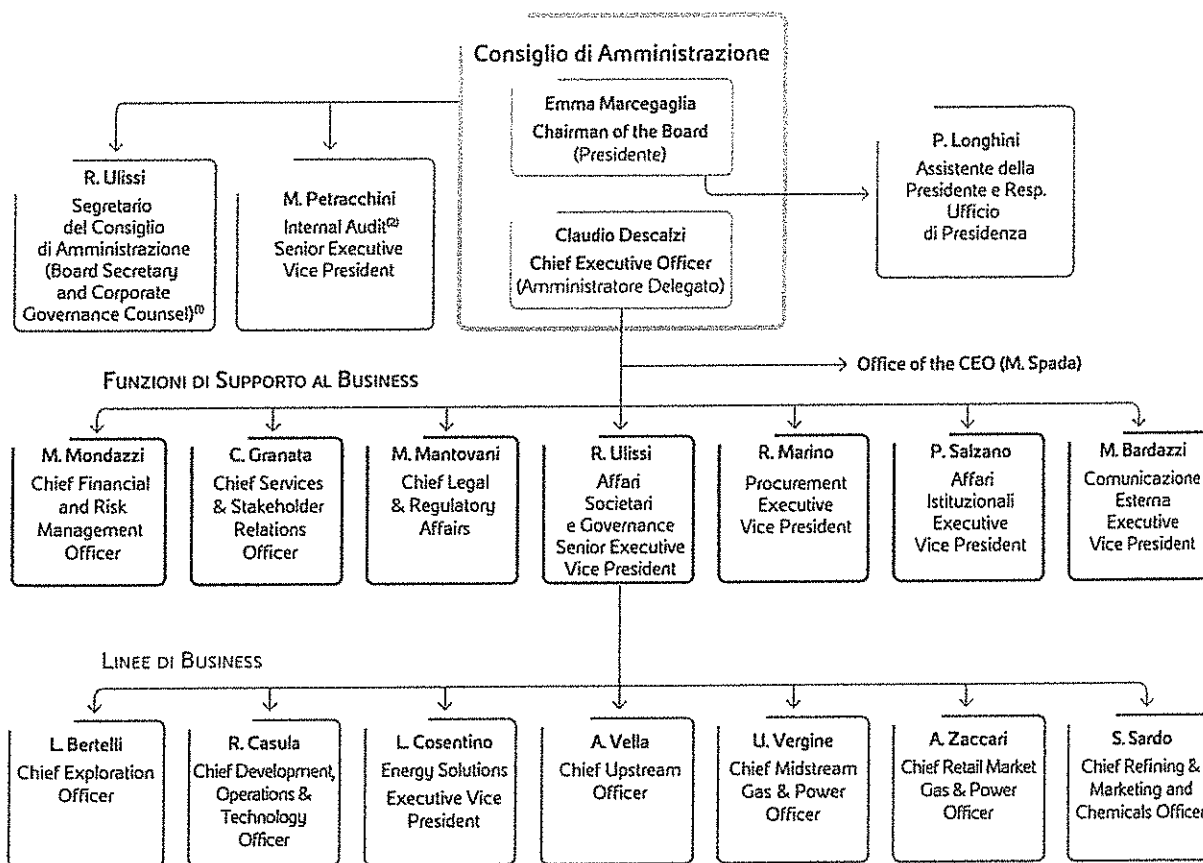 Consiglio di Amministrazione
Emma Marcegaglia
Chairman of the Board
(Presidente)
P. Longhini
Assistente della
Presidente e Resp.
Ufficio
di Presidenza
R. Ulissi
Segretario
del Consiglio
di Amministrazione
(Board Secretary
and Corporate
Governance Counsel)(1)
M. Petracchini
Internal Audit(2)
Senior Executive
Vice President
Claudio Descalzi
Chief Executive Officer
(Amministratore Delegato)
Office of the CEO (M. Spada)
FUNZIONI DI SUPPORTO AL BUSINESS
M. Mondazzi
Chief Financial
and Risk
Management
Officer
C. Granata
Chief Services
& Stakeholder
Relations
Officer
M. Mantovani
Chief Legal
& Regulatory
Affairs
R. Ulissi
Affari
Societari
e Governance
Senior Executive
Vice President
R. Marino
Procurement
Executive
Vice President
P. Salzano
Affari
Istituzionali
Executive
Vice President
M. Bardazzi
Comunicazione
Esterna
Executive
Vice President
LINEE DI BUSINESS
L. Bertelli
Chief Exploration
Officer
R. Casula
Chief Development,
Operations &
Technology
Officer
L. Cosentino
Energy Solutions
Executive Vice
President
A. Vella
Chief Upstream
Officer
U. Vergine
Chief Midstream
Gas & Power
Officer
A. Zaccari
Chief Retail Market
Gas & Power
Officer
S. Sardo
Chief Refining &
Marketing and
Chemicals Officer